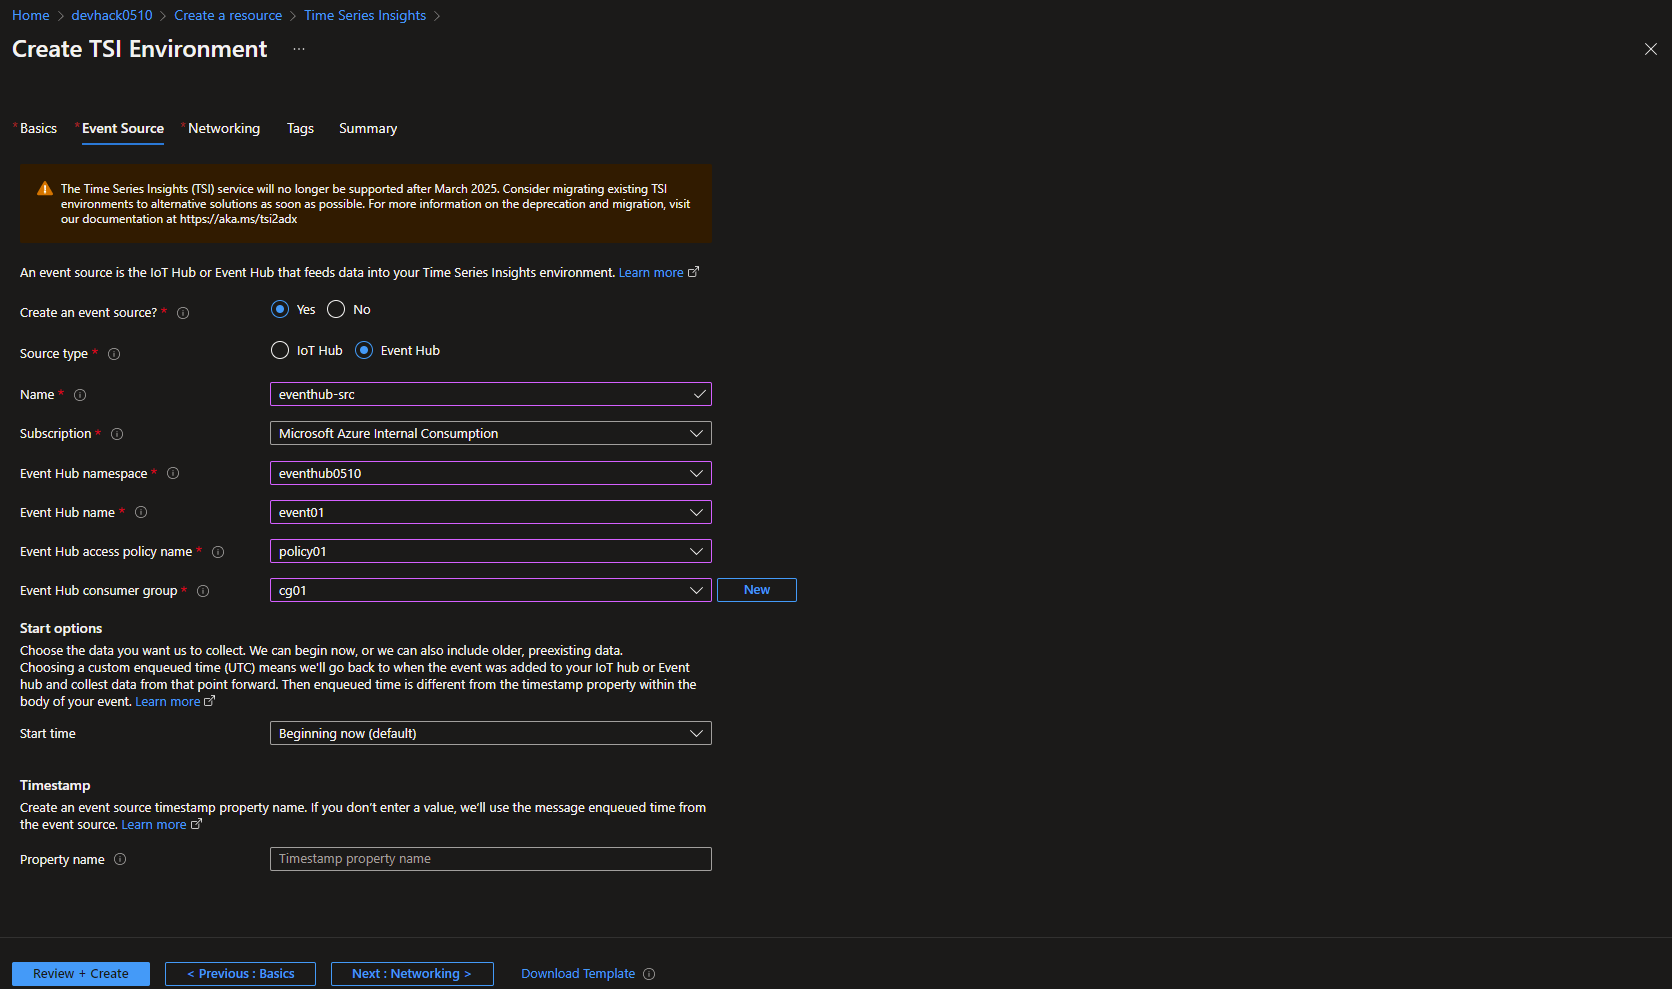 Home > devhack0510 > Create a resource > Time Series Insights >
Create TSI Environment ...
* Basics * Event Source * Networking Tags Summary
The Time Series Insights (TSI) service will no longer be supported after March 2025. Consider migrating existing TSI
environments to alternative solutions as soon as possible. For more information on the deprecation and migration, visit
our documentation at https://aka.ms/tsi2adx
An event source is the IoT Hub or Event Hub that feeds data into your Time Series Insights environment. Learn more
Create an event source? * Yes No
Source type * IoT Hub Event Hub
Name * eventhub-src
Subscription * Microsoft Azure Internal Consumption
Event Hub namespace * eventhub0510
Event Hub name * event01
Event Hub access policy name * policy01
Event Hub consumer group * cg01 New
Start options
Choose the data you want us to collect. We can begin now, or we can also include older, preexisting data.
Choosing a custom enqueued time (UTC) means we'll go back to when the event was added to your IoT hub or Event
hub and collest data from that point forward. Then enqueued time is different from the timestamp property within the
body of your event. Learn more
Start time Beginning now (default)
Timestamp
Create an event source timestamp property name. If you don't enter a value, we'll use the message enqueued time from
the event source. Learn more
Property name Timestamp property name
Review + Create < Previous : Basics Next : Networking > Download Template